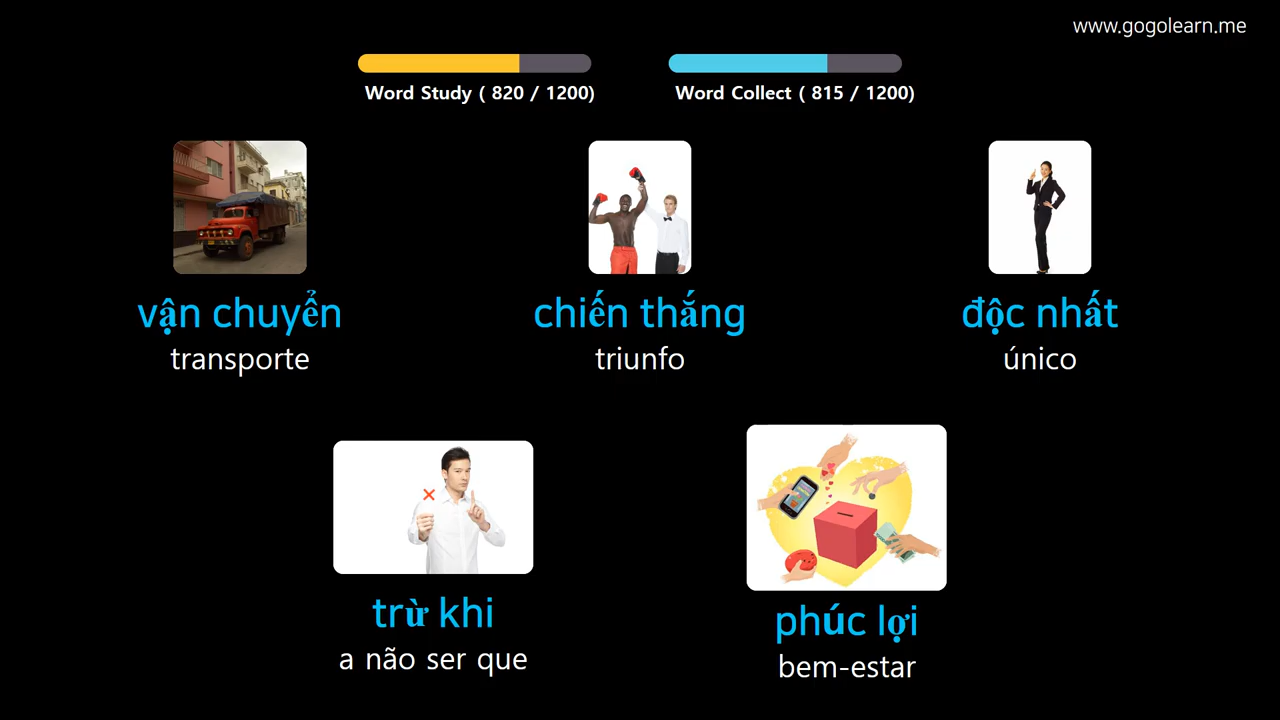 www.gogolearn.me
Word Study ( 820 / 1200)
Word Collect ( 815 / 1200)
vận chuyển
transporte
chiến thắng
triunfo
độc nhất
único
trừ khi
a não ser que
phúc lợi
bem-estar